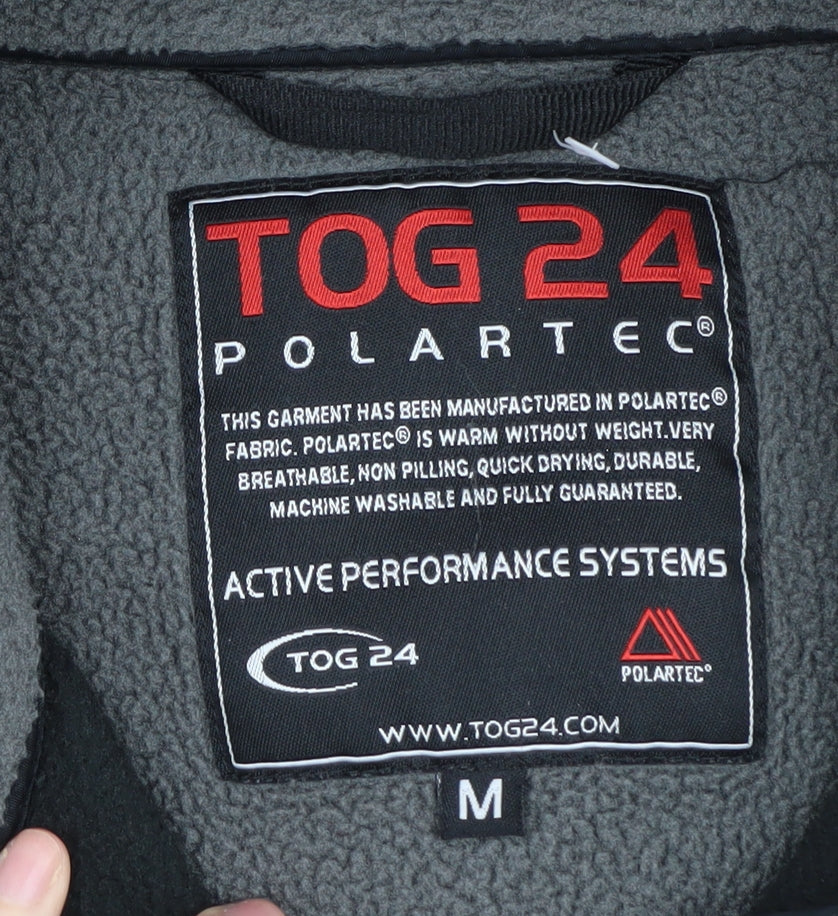 TOG 24
POLARTEC®
THIS GARMENT HAS BEEN MANUFACTURED IN POLARTEC®
FABRIC. POLARTEC® IS WARM WITHOUT WEIGHT.VERY
BREATHABLE, NON PILLING, QUICK DRYING, DURABLE,
MACHINE WASHABLE AND FULLY GUARANTEED.
ACTIVE PERFORMANCE SYSTEMS
TOG 24
POLARTEC®
WWW.TOG24.COM
M